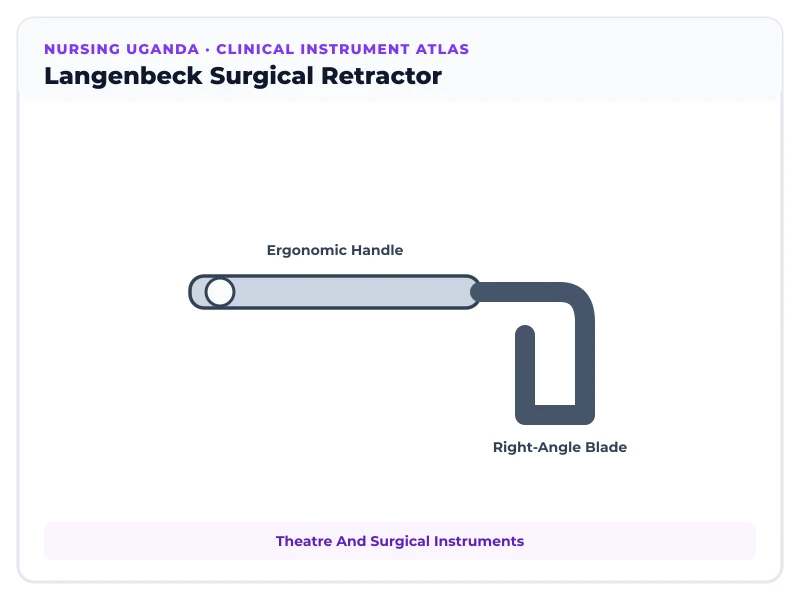 NURSING UGANDA · CLINICAL INSTRUMENT ATLAS
Langenbeck Surgical Retractor
Ergonomic Handle
Right-Angle Blade
Theatre And Surgical Instruments